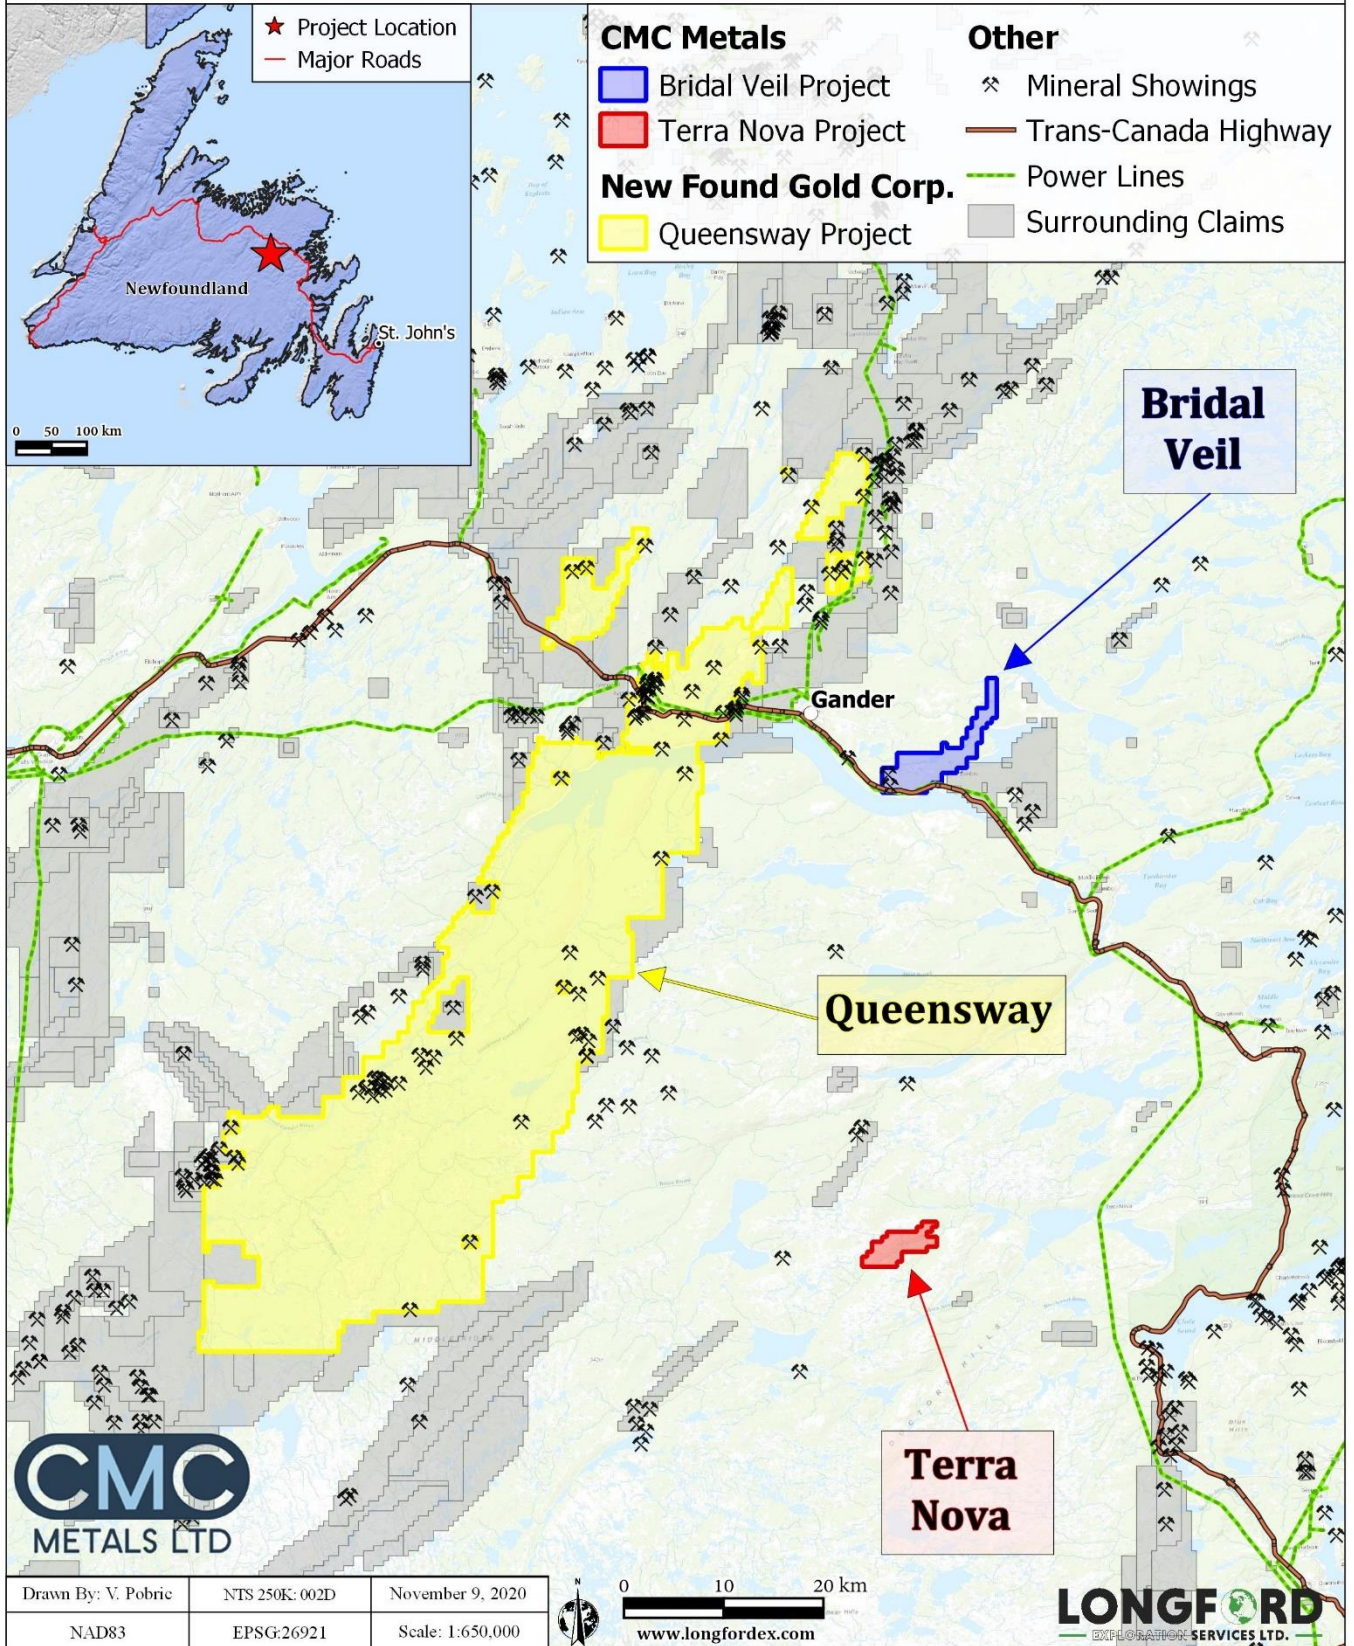 Project Location
Major Roads
Newfoundland
St. John's
0 50 100 km
CMC Metals
Bridal Veil Project
Terra Nova Project
New Found Gold Corp.
Queensway Project
Other
Mineral Showings
Trans-Canada Highway
Power Lines
Surrounding Claims
Bridal
Veil
Gander
Queensway
Terra
Nova
CMC
METALS LTD
Drawn By: V. Pobric
NTS 250K: 002D
November 9, 2020
NAD83
EPSG:26921
Scale: 1:650,000
N
0 10 20 km
www.longfordex.com
LONGFORD
EXPLORATION SERVICES LTD.